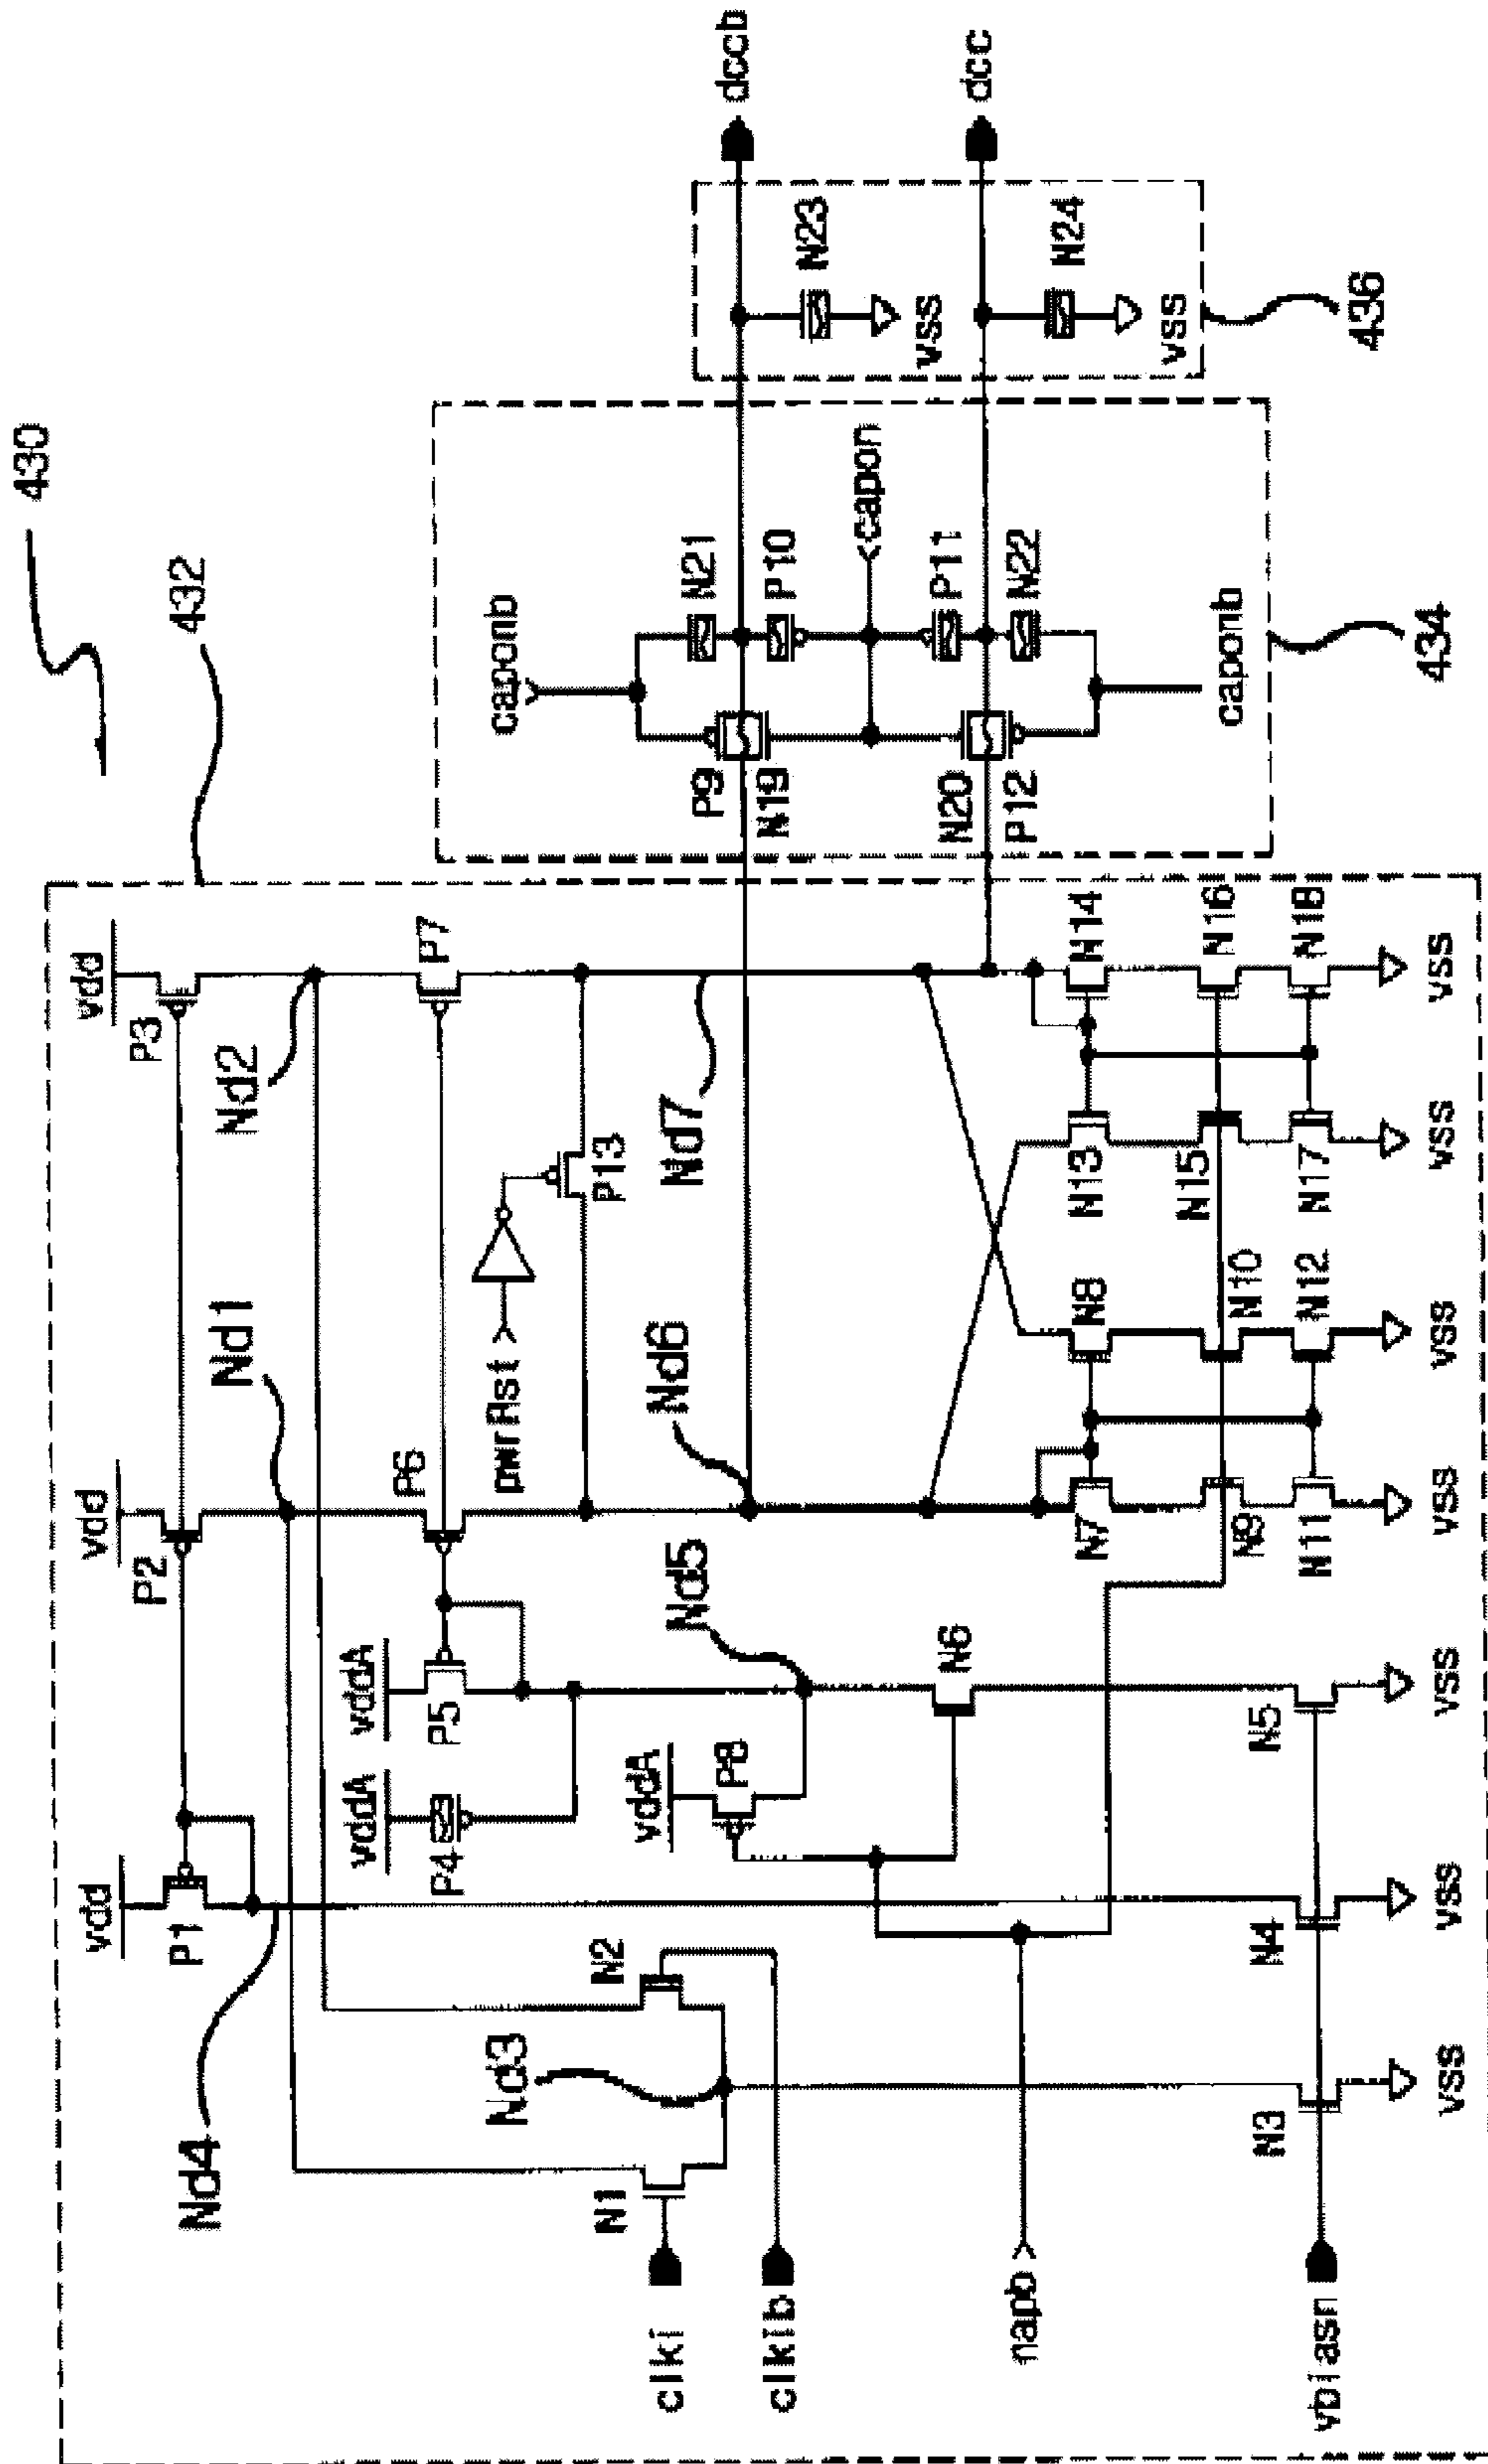 430
432
vdd
vdd
vdd
P1
P2
P3
Nd4
Nd1
Nd2
vddA
vddA
P4
P5
P6
P7
caponb
clki
clkib
N1
N2
Nd3
vddA
P8
Nd5
pwrRst
P13
Nd6
Nd7
P9
N19
N21
P10
capon
N20
P12
P11
N22
caponb
434
N23
vss
N24
vss
436
dccb
dcc
napb
N6
N7
N8
N13
N14
N9
N10
N15
N16
vbiasn
N3
N4
N5
N11
N12
N17
N18
vss
vss
vss
vss
vss
vss
vss